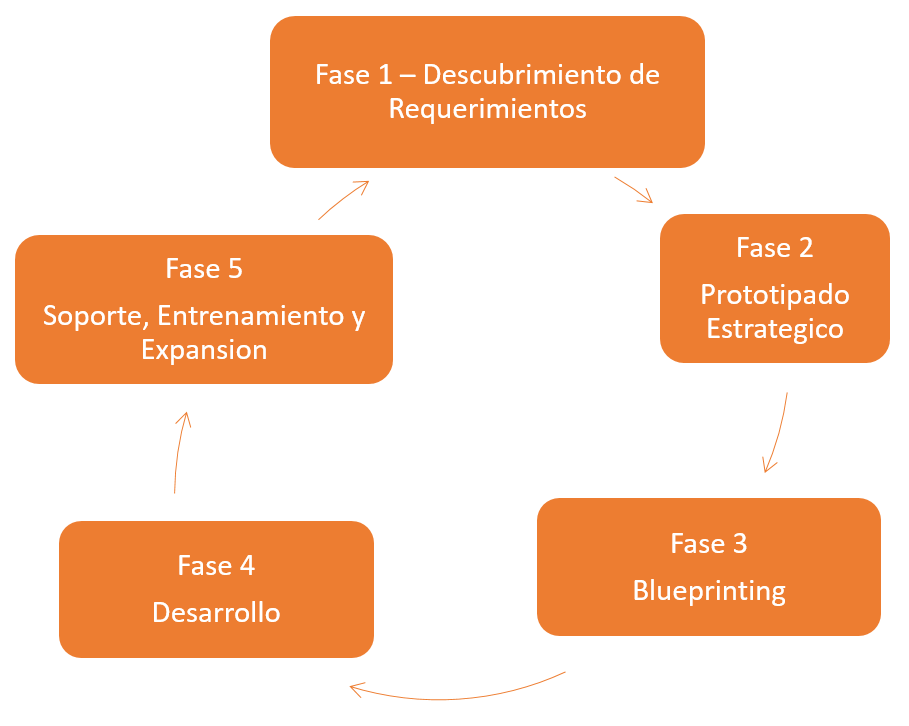 Fase 1 – Descubrimiento de
Requerimientos
Fase 2
Prototipado
Estrategico
Fase 3
Blueprinting
Fase 4
Desarrollo
Fase 5
Soporte, Entrenamiento y
Expansion